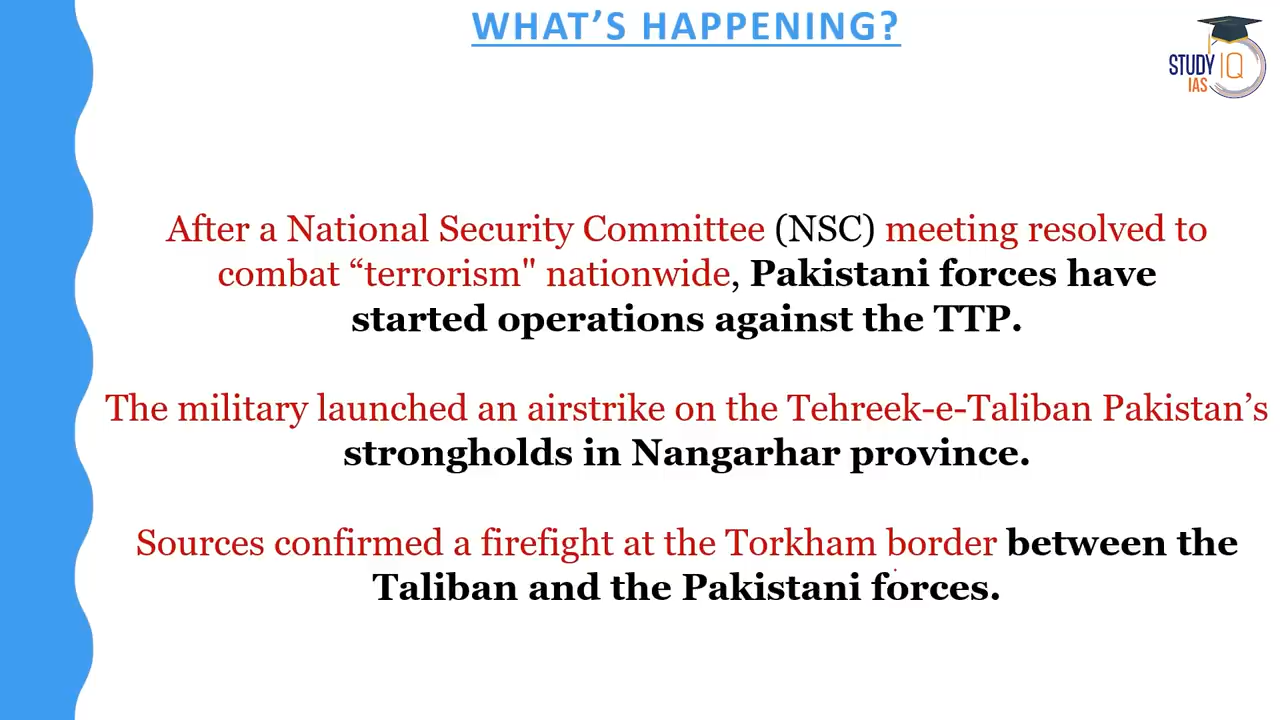 WHAT’S HAPPENING?
STUDY IQ
IAS
After a National Security Committee (NSC) meeting resolved to
combat “terrorism" nationwide, Pakistani forces have
started operations against the TTP.
The military launched an airstrike on the Tehreek-e-Taliban Pakistan’s
strongholds in Nangarhar province.
Sources confirmed a firefight at the Torkham border between the
Taliban and the Pakistani forces.